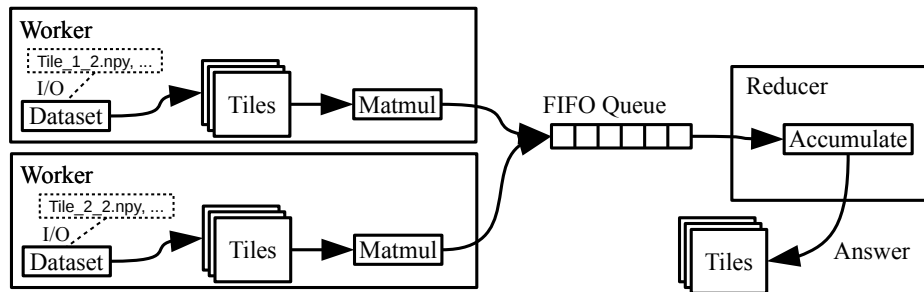 Worker
Tile_1_2.npy, ...
I/O
Dataset
Tiles
Matmul
Worker
Tile_2_2.npy, ...
I/O
Dataset
Tiles
Matmul
FIFO Queue
Reducer
Accumulate
Tiles
Answer